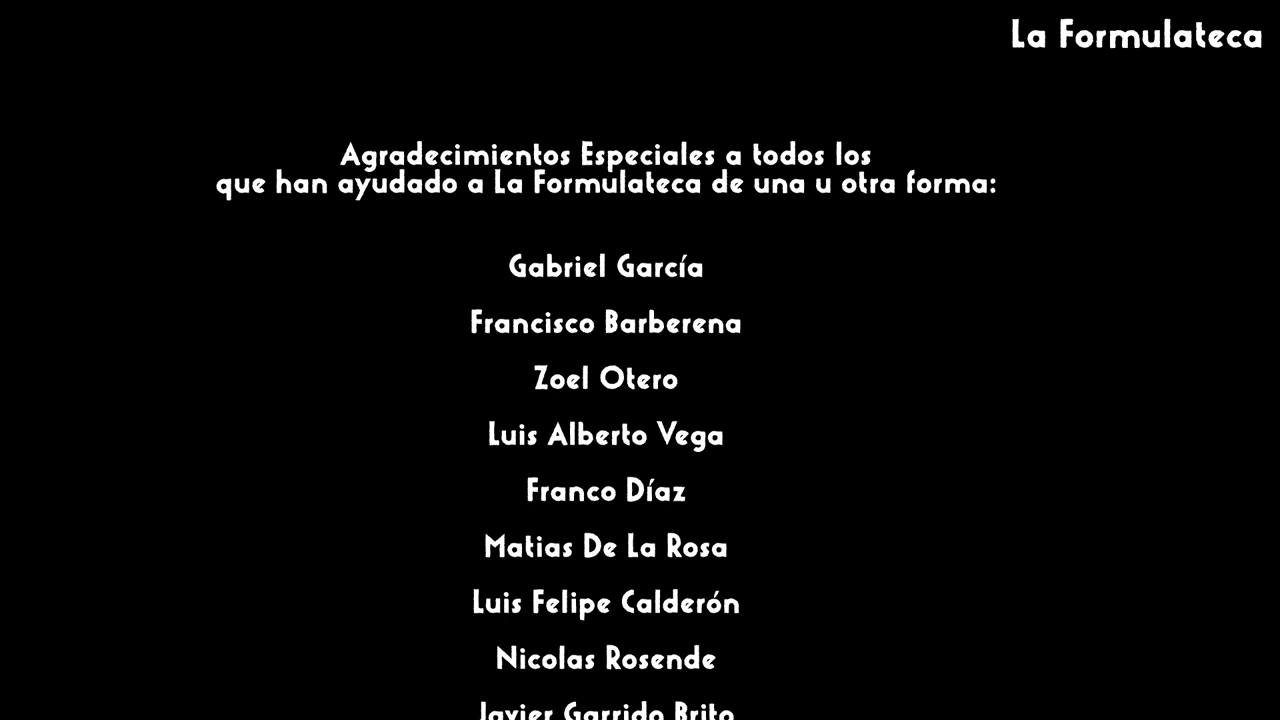 La Formulateca
Agradecimientos Especiales a todos los
que han ayudado a La Formulateca de una u otra forma:
Gabriel García
Francisco Barberena
Zoel Otero
Luis Alberto Vega
Franco Díaz
Matias De La Rosa
Luis Felipe Calderón
Nicolas Rosende
Javier Garrido Brito